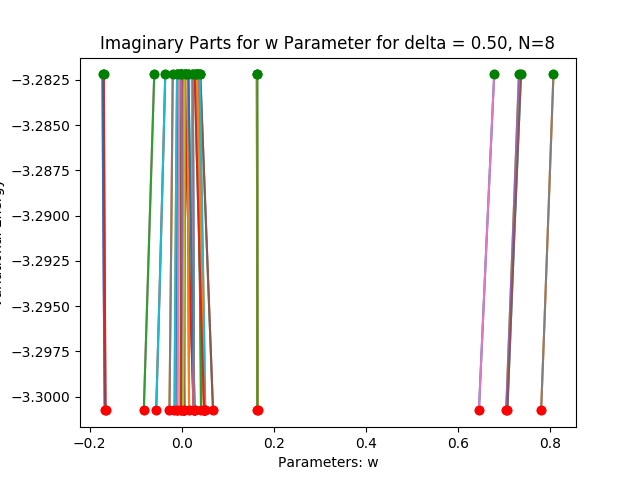 Imaginary Parts for w Parameter for delta = 0.50, N=8
−3.2825
−3.2850
−3.2875
−3.2900
−3.2925
−3.2950
−3.2975
−3.3000
−0.2 0.0 0.2 0.4 0.6 0.8
Parameters: w